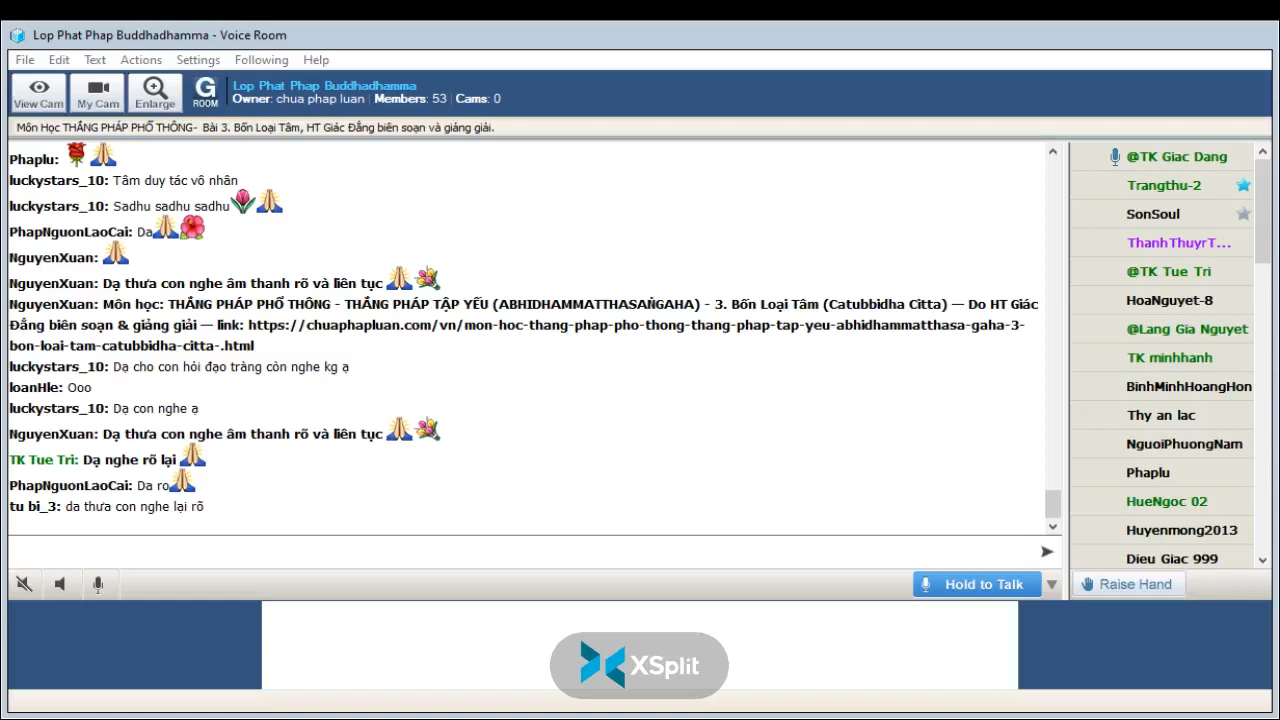 Lop Phat Phap Buddhadhamma - Voice Room
File Edit Text Actions Settings Following Help
View Cam My Cam Enlarge G ROOM
Lop Phat Phap Buddhadhamma
Owner: chua phap luan | Members: 53 | Cams: 0
Môn Học THẮNG PHÁP PHỔ THÔNG- Bài 3. Bốn Loại Tâm, HT Giác Đẳng biên soạn và giảng giải.
Phaplu:
luckystars_10: Tâm duy tác vô nhân
luckystars_10: Sadhu sadhu sadhu
PhapNguonLaoCai: Da
NguyenXuan:
NguyenXuan: Dạ thưa con nghe âm thanh rõ và liên tục
NguyenXuan: Môn học: THẮNG PHÁP PHỔ THÔNG - THẮNG PHÁP TẬP YẾU (ABHIDHAMMATTHASAṄGAHA) - 3. Bốn Loại Tâm (Catubbidha Citta) — Do HT Giác
Đẳng biên soạn & giảng giải — link: https://chuaphapluan.com/vn/mon-hoc-thang-phap-pho-thong-thang-phap-tap-yeu-abhidhammatthasa-gaha-3-
bon-loai-tam-catubbidha-citta-.html
luckystars_10: Dạ cho con hỏi đạo tràng còn nghe kg ạ
loanHle: Ooo
luckystars_10: Dạ con nghe ạ
NguyenXuan: Dạ thưa con nghe âm thanh rõ và liên tục
TK Tue Tri: Dạ nghe rõ lại
PhapNguonLaoCai: Da ro
tu bi_3: da thưa con nghe lại rõ
@TK Giac Dang
Trangthu-2
SonSoul
ThanhThuyrT...
@TK Tue Tri
HoaNguyet-8
@Lang Gia Nguyet
TK minhhanh
BinhMinhHoangHon
Thy an lac
NguoiPhuongNam
Phaplu
HueNgoc 02
Huyenmong2013
Dieu Giac 999
Hold to Talk
Raise Hand
XSplit